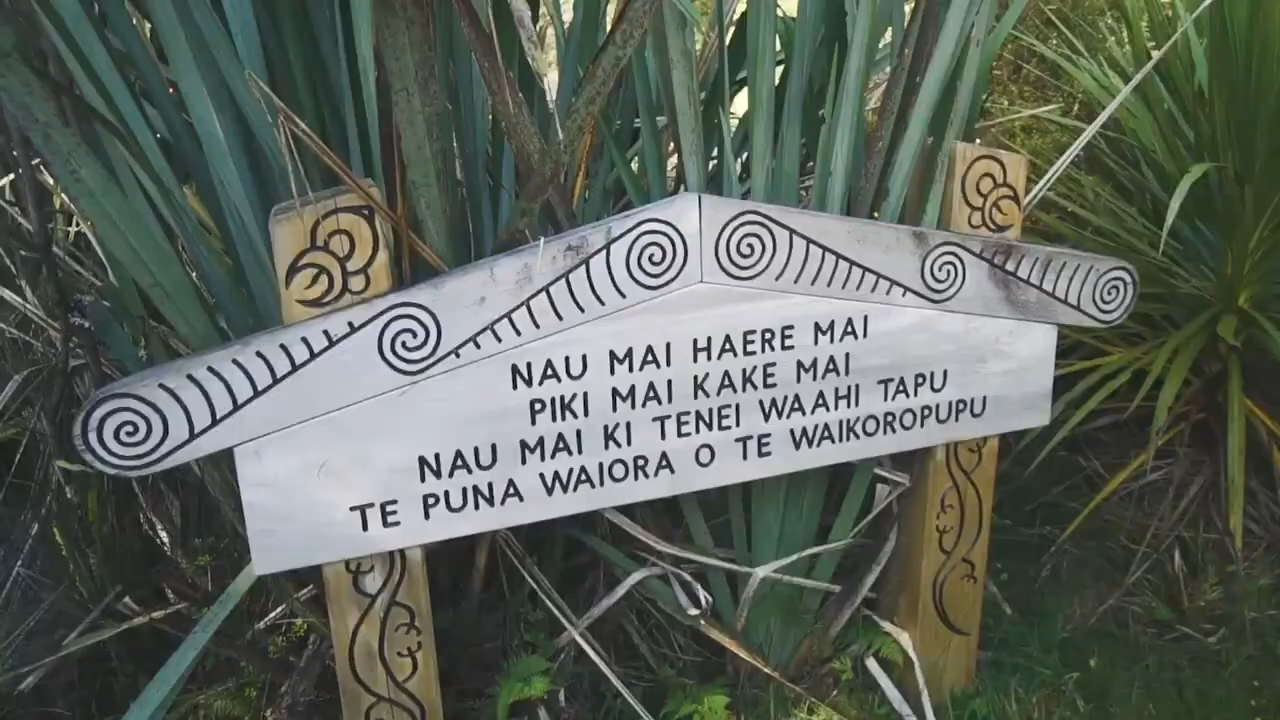 NAU MAI HAERE MAI
PIKI MAI KAKE MAI
NAU MAI KI TENEI WAAHI TAPU
TE PUNA WAIORA O TE WAIKOROPUPU